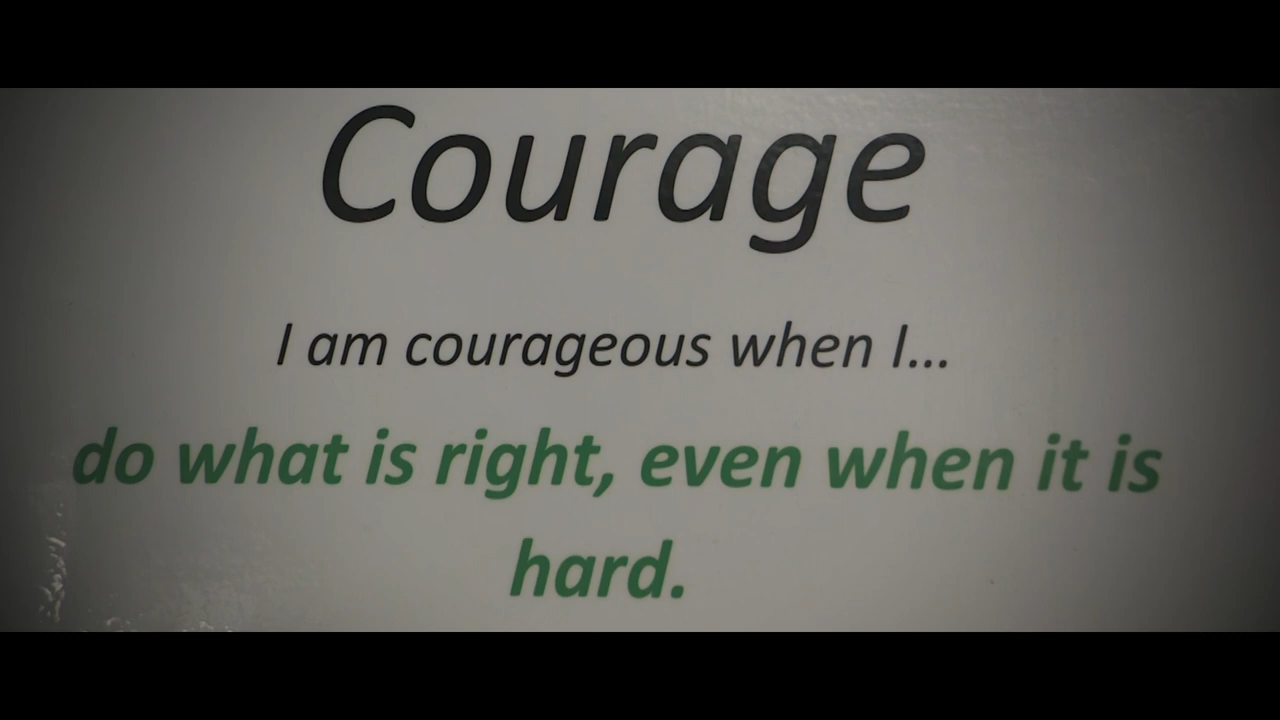 Courage
I am courageous when I...
do what is right, even when it is
hard.